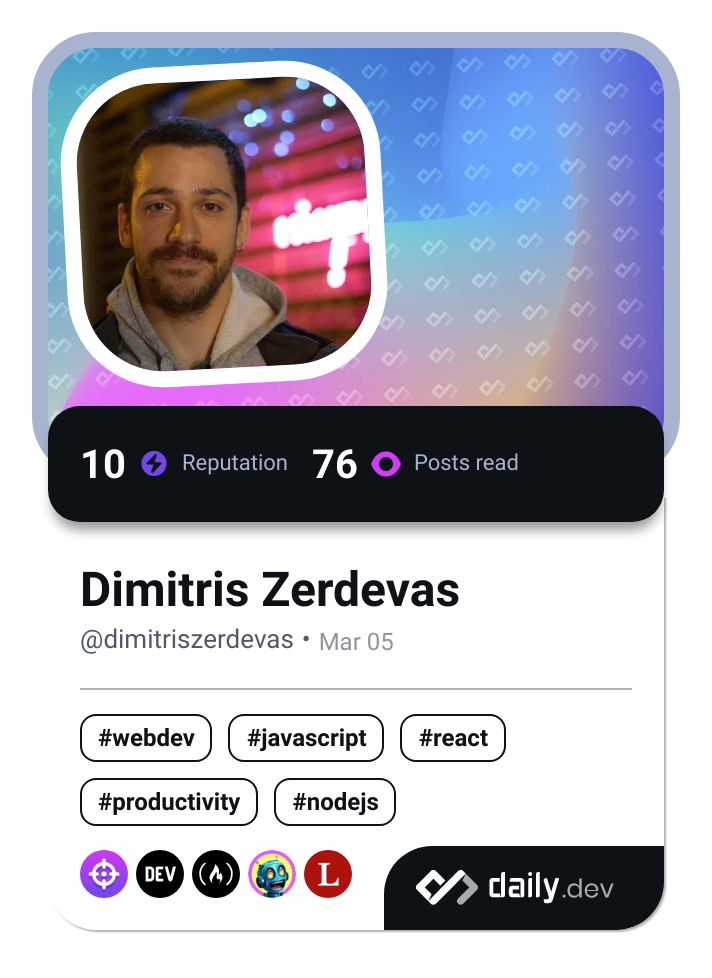 10 Reputation 76 Posts read
Dimitris Zerdevas
@dimitriszerdevas • Mar 05
#webdev #javascript #react
#productivity #nodejs
DEV L
daily.dev